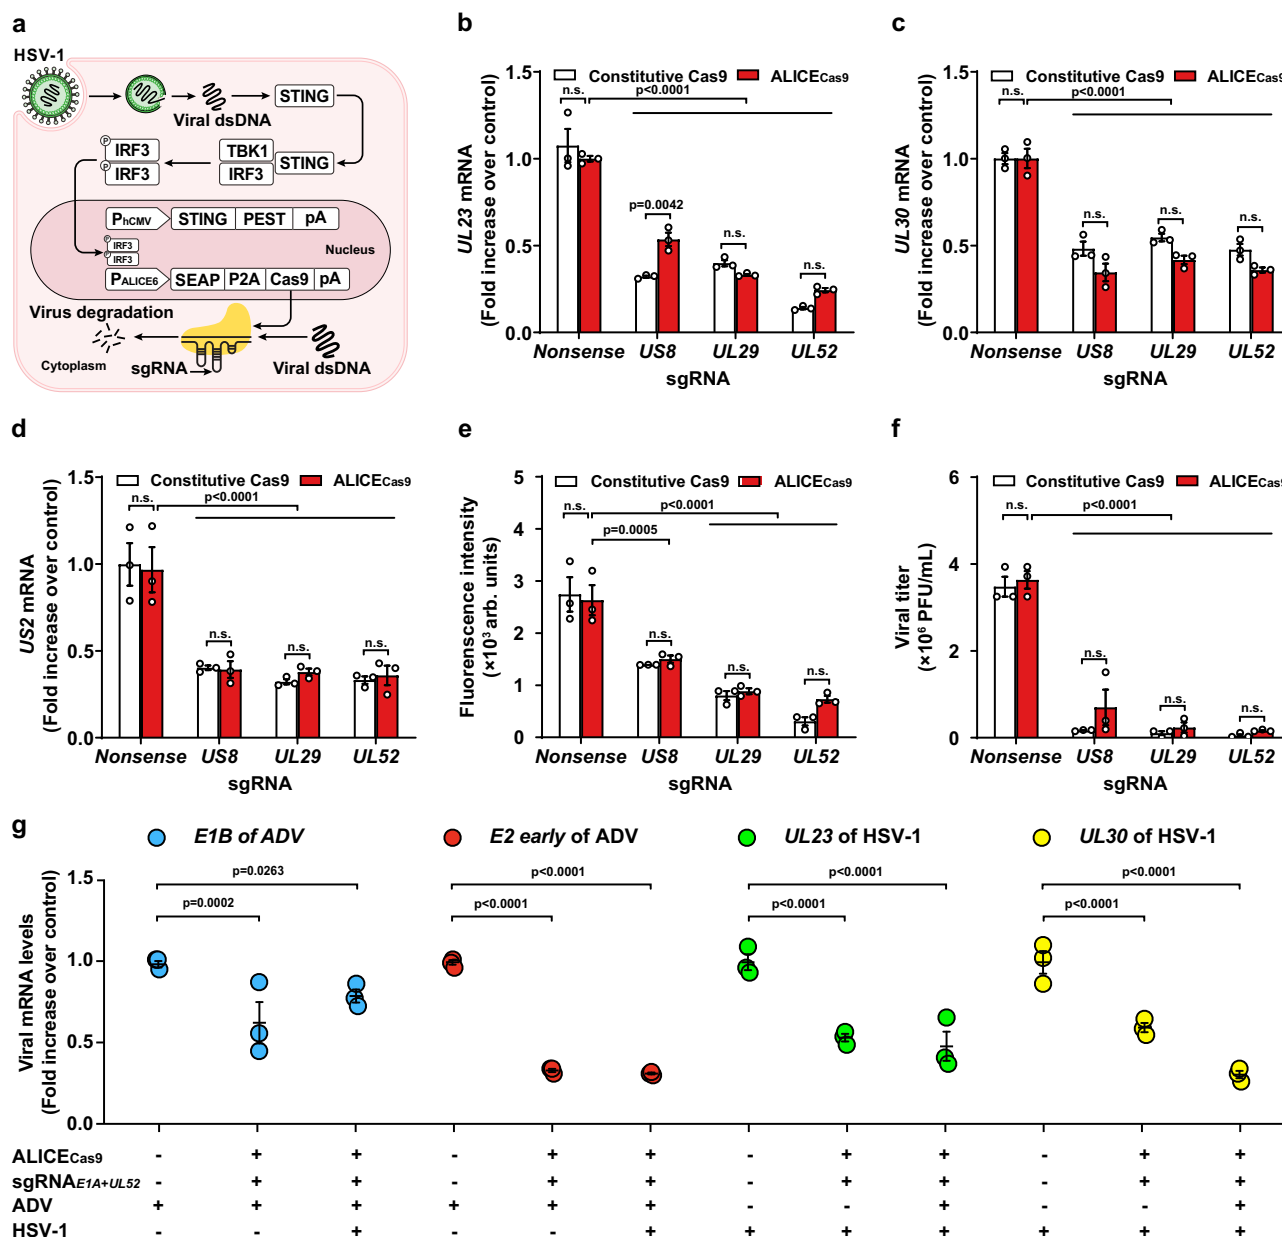 a
HSV-1
Viral dsDNA
STING
P
IRF3
P
IRF3
TBK1
IRF3
STING
PhCMV
STING
PEST
pA
P
IRF3
P
IRF3
Nucleus
PALICE6
SEAP
P2A
Cas9
pA
Virus degradation
Cytoplasm
sgRNA
Viral dsDNA
b
Constitutive Cas9
ALICECas9
n.s.
p<0.0001
p=0.0042
n.s.
n.s.
UL23 mRNA
(Fold increase over control)
1.5
1.0
0.5
0.0
Nonsense US8 UL29 UL52
sgRNA
c
Constitutive Cas9
ALICECas9
n.s.
p<0.0001
n.s.
n.s.
n.s.
UL30 mRNA
(Fold increase over control)
1.5
1.0
0.5
0.0
Nonsense US8 UL29 UL52
sgRNA
d
Constitutive Cas9
ALICECas9
n.s.
p<0.0001
n.s.
n.s.
n.s.
US2 mRNA
(Fold increase over control)
1.5
1.0
0.5
0.0
Nonsense US8 UL29 UL52
sgRNA
e
Constitutive Cas9
ALICECas9
n.s.
p<0.0001
p=0.0005
n.s.
n.s.
n.s.
Fluorenscence intensity
(×10³ arb. units)
5
4
3
2
1
0
Nonsense US8 UL29 UL52
sgRNA
f
Constitutive Cas9
ALICECas9
n.s.
p<0.0001
n.s.
n.s.
n.s.
Viral titer
(×10⁶ PFU/mL)
6
4
2
0
Nonsense US8 UL29 UL52
sgRNA
g
E1B of ADV
E2 early of ADV
UL23 of HSV-1
UL30 of HSV-1
p=0.0263
p=0.0002
p<0.0001
p<0.0001
p<0.0001
p<0.0001
p<0.0001
p<0.0001
Viral mRNA levels
(Fold increase over control)
1.5
1.0
0.5
0.0
ALICECas9 - + + - + + - + + - + +
sgRNAE1A+UL52 - + + - + + - + + - + +
ADV + + + + + + - - + - - +
HSV-1 - - + - - + + + + + + +